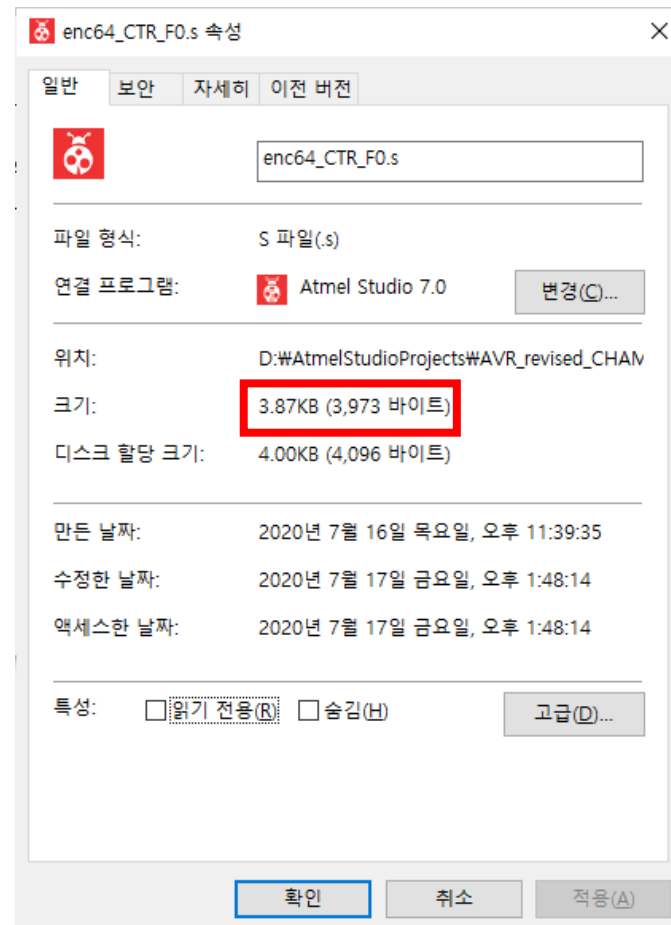 enc64_CTR_F0.s 속성
일반 보안 자세히 이전 버전
enc64_CTR_F0.s
파일 형식: S 파일(.s)
연결 프로그램: Atmel Studio 7.0 변경(C)...
위치: D:₩AtmelStudioProjects₩AVR_revised_CHAM
크기: 3.87KB (3,973 바이트)
디스크 할당 크기: 4.00KB (4,096 바이트)
만든 날짜: 2020년 7월 16일 목요일, 오후 11:39:35
수정한 날짜: 2020년 7월 17일 금요일, 오후 1:48:14
액세스한 날짜: 2020년 7월 17일 금요일, 오후 1:48:14
특성: 읽기 전용(R) 숨김(H) 고급(D)...
확인 취소 적용(A)